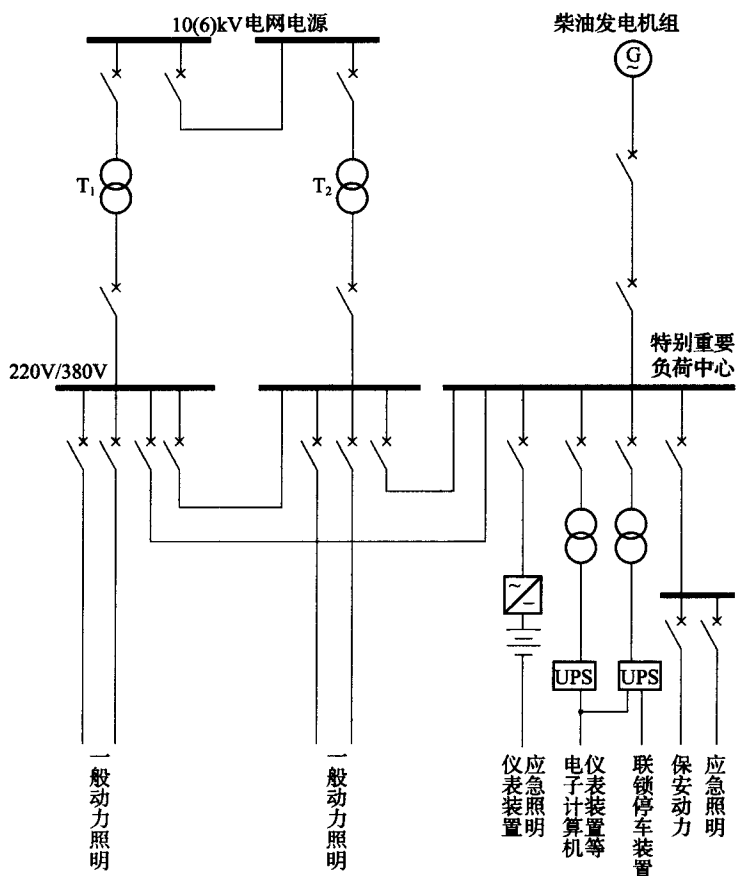 10(6)kV电网电源
柴油发电机组
G
~
T₁
T₂
220V/380V
特别重要
负荷中心
~
−
UPS
UPS
一般动力照明
一般动力照明
应急照明
仪表装置
仪表装置等
电子计算机
联锁停车装置
保安动力
应急照明